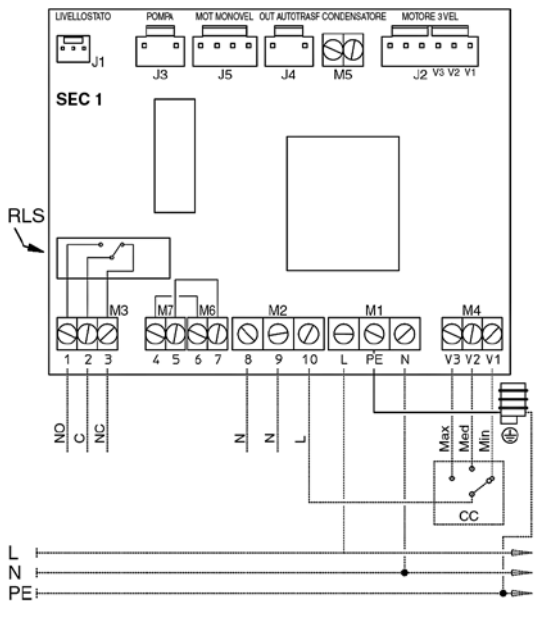 LIVELLOSTATO POMPA MOT MONOVEL OUT AUTOTRASF CONDENSATORE MOTORE 3VEL
J1 J3 J5 J4 M5 J2 V3 V2 V1
SEC 1
RLS
M3 M7 M6 M2 M1 M4
1 2 3 4 5 6 7 8 9 10 L PE N V3 V2 V1
NO C NC N N L Max Med Min
CC
L
N
PE